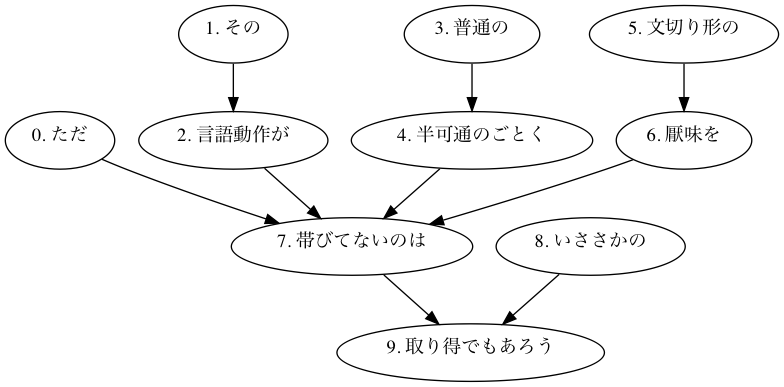 1. その
3. 普通の
5. 文切り形の
0. ただ
2. 言語動作が
4. 半可通のごとく
6. 厭味を
7. 帯びてないのは
8. いささかの
9. 取り得でもあろう